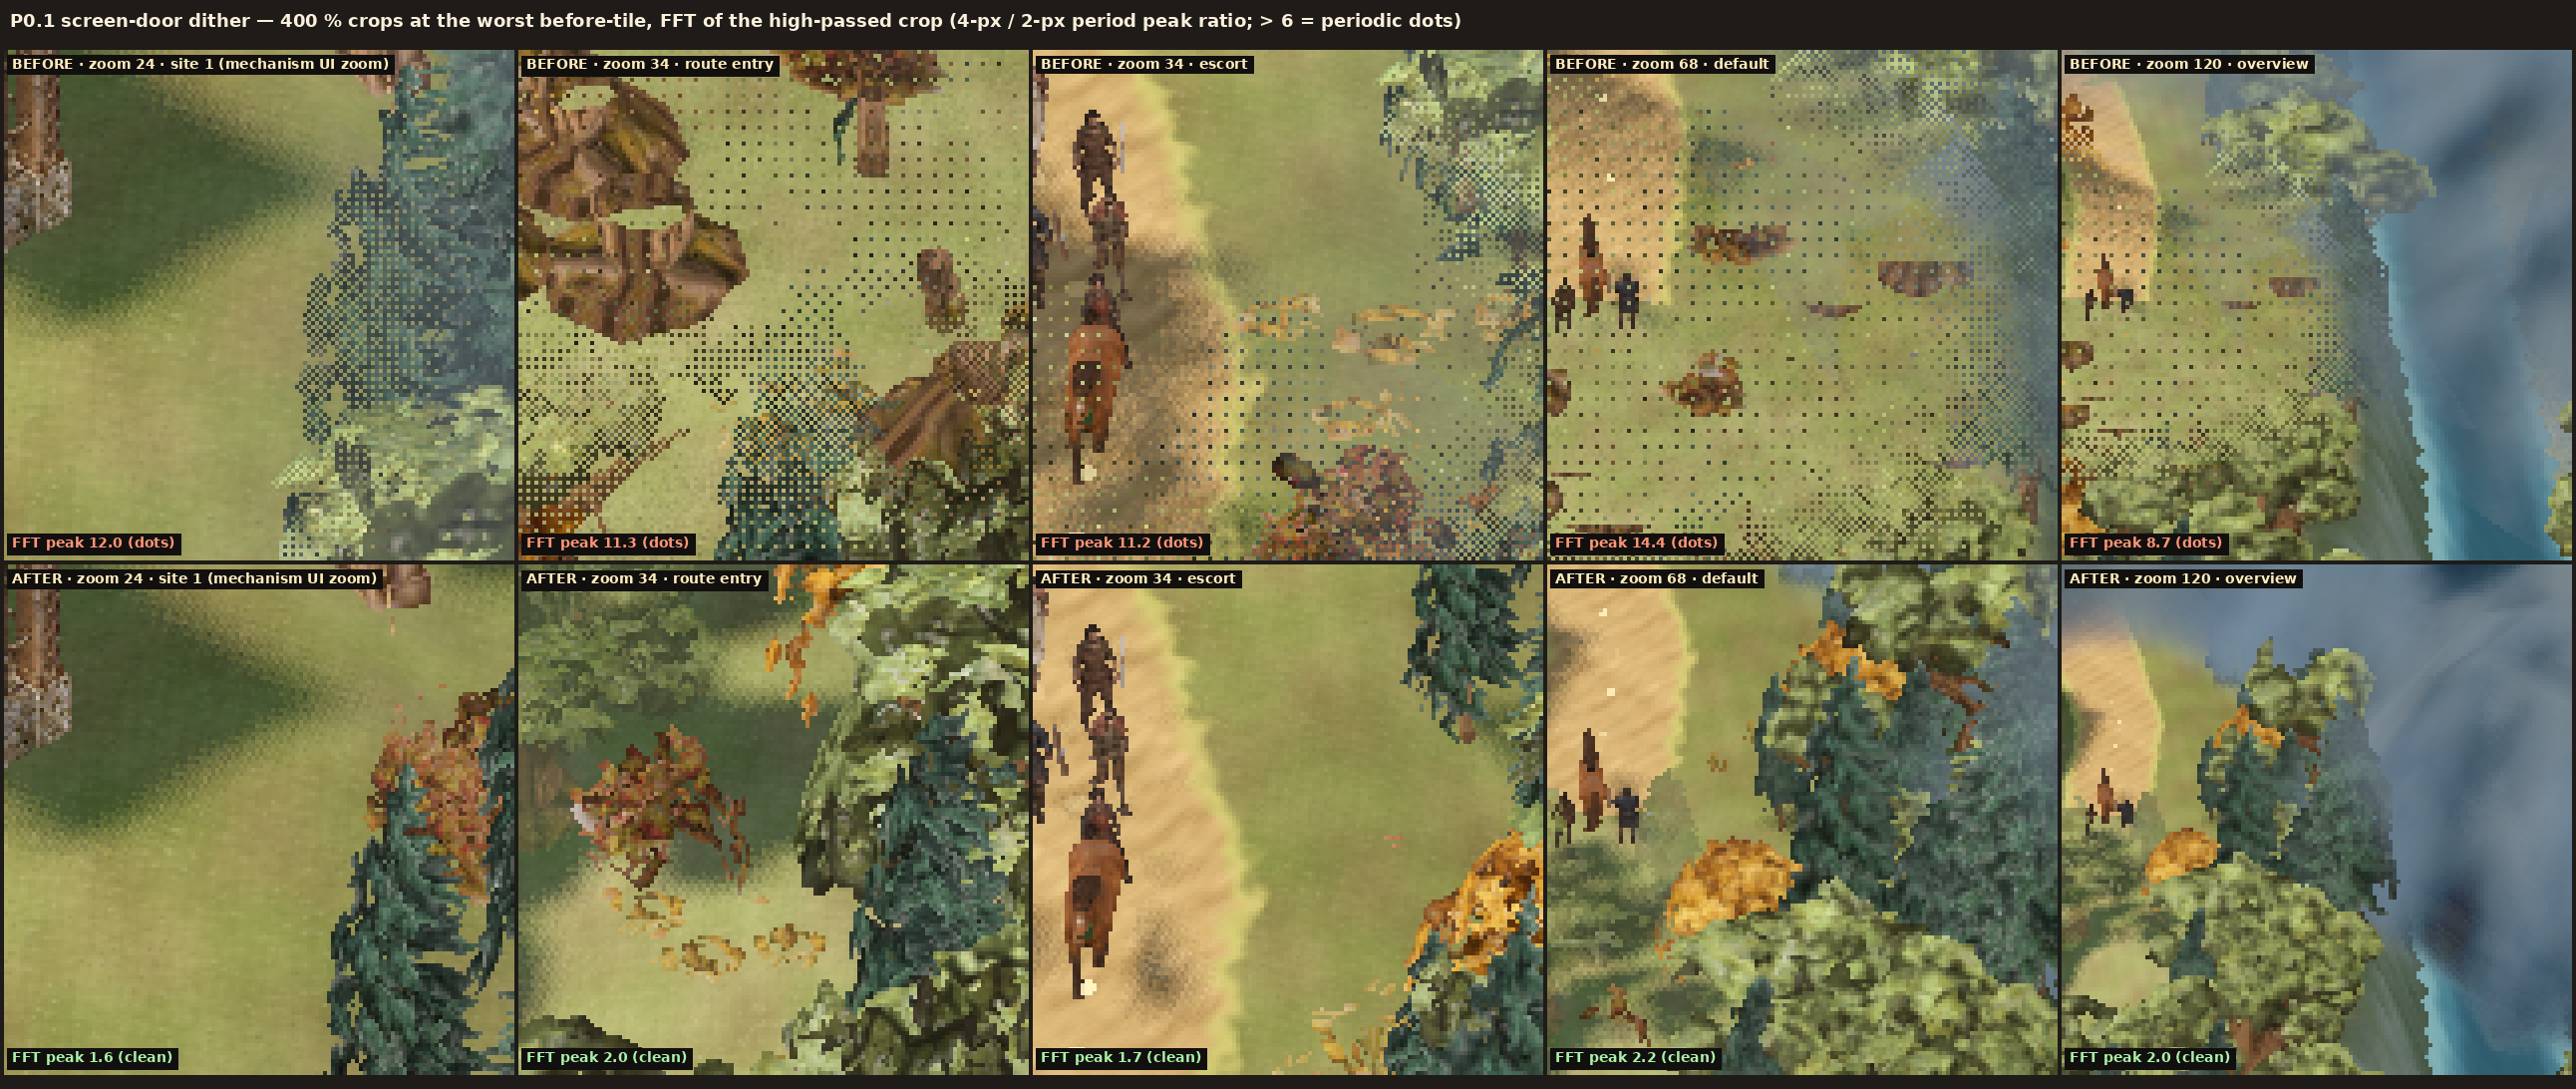 P0.1 screen-door dither — 400 % crops at the worst before-tile, FFT of the high-passed crop (4-px / 2-px period peak ratio; > 6 = periodic dots)
BEFORE · zoom 24 · site 1 (mechanism UI zoom)
BEFORE · zoom 34 · route entry
BEFORE · zoom 34 · escort
BEFORE · zoom 68 · default
BEFORE · zoom 120 · overview
FFT peak 12.0 (dots)
FFT peak 11.3 (dots)
FFT peak 11.2 (dots)
FFT peak 14.4 (dots)
FFT peak 8.7 (dots)
AFTER · zoom 24 · site 1 (mechanism UI zoom)
AFTER · zoom 34 · route entry
AFTER · zoom 34 · escort
AFTER · zoom 68 · default
AFTER · zoom 120 · overview
FFT peak 1.6 (clean)
FFT peak 2.0 (clean)
FFT peak 1.7 (clean)
FFT peak 2.2 (clean)
FFT peak 2.0 (clean)